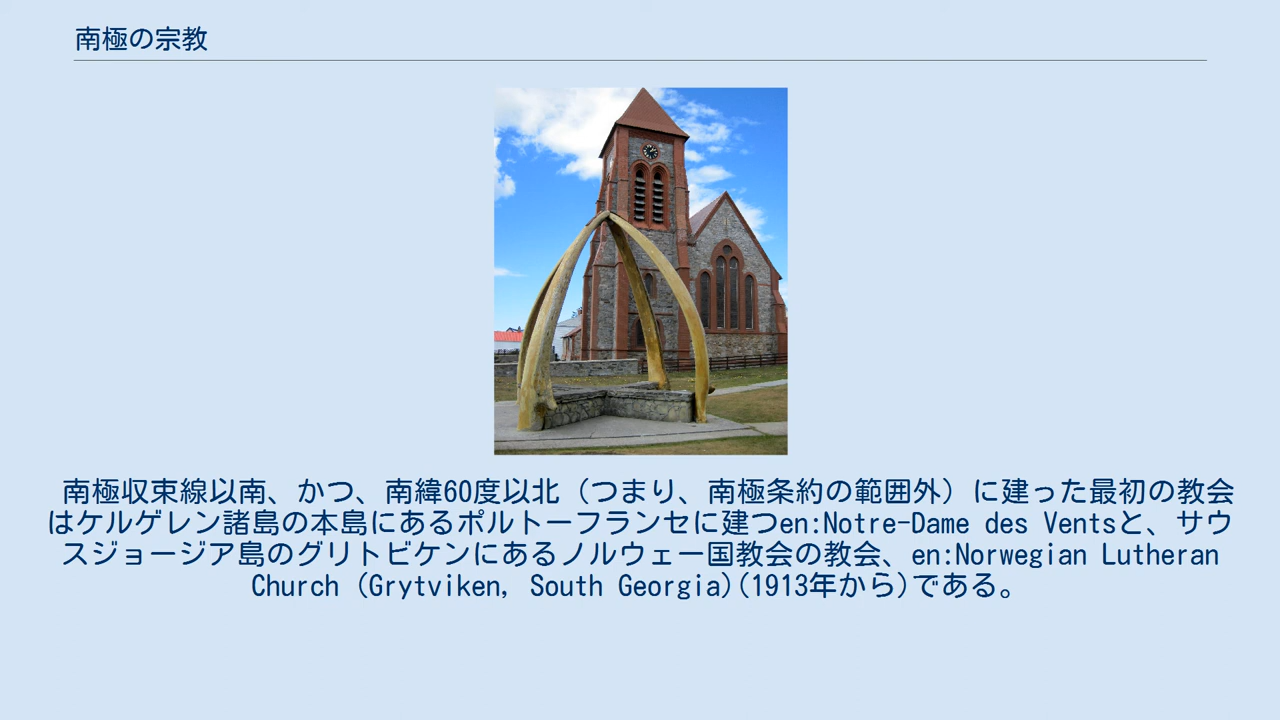 南極の宗教
南極収束線以南、かつ、南緯60度以北（つまり、南極条約の範囲外）に建った最初の教会
はケルゲレン諸島の本島にあるポルトーフランセに建つen:Notre-Dame des Ventsと、サウ
スジョージア島のグリトビケンにあるノルウェー国教会の教会、en:Norwegian Lutheran
Church (Grytviken, South Georgia)(1913年から)である。